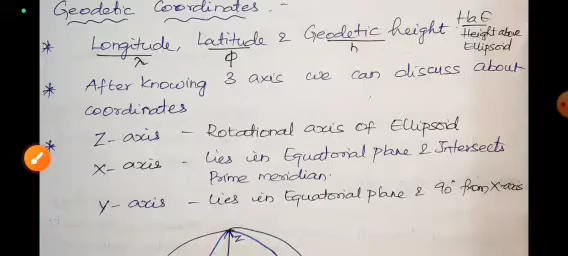 Geodetic Coordinates :-
* Longitude, Latitude & Geodetic height HaE
λ ϕ h Height above
Ellipsoid
* After knowing 3 axis we can discuss about
coordinates
* Z-axis - Rotational axis of Ellipsoid
X-axis - Lies in Equatorial plane & Intersects
Prime meridian.
Y-axis - Lies in Equatorial plane & 90° from X-axis
Z